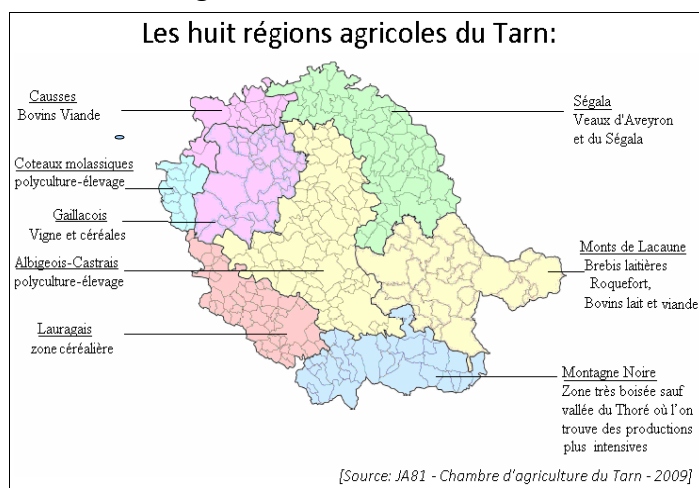 Les huit régions agricoles du Tarn:
Causses
Bovins Viande
Coteaux molassiques
polyculture-élevage
Gaillacois
Vigne et céréales
Albigeois-Castrais
polyculture-élevage
Lauragais
zone céréalière
Ségala
Veaux d'Aveyron
et du Ségala
Monts de Lacaune
Brebis laitières
Roquefort,
Bovins lait et viande
Montagne Noire
Zone très boisée sauf
vallée du Thoré où l'on
trouve des productions
plus intensives
[Source: JA81 - Chambre d'agriculture du Tarn - 2009]